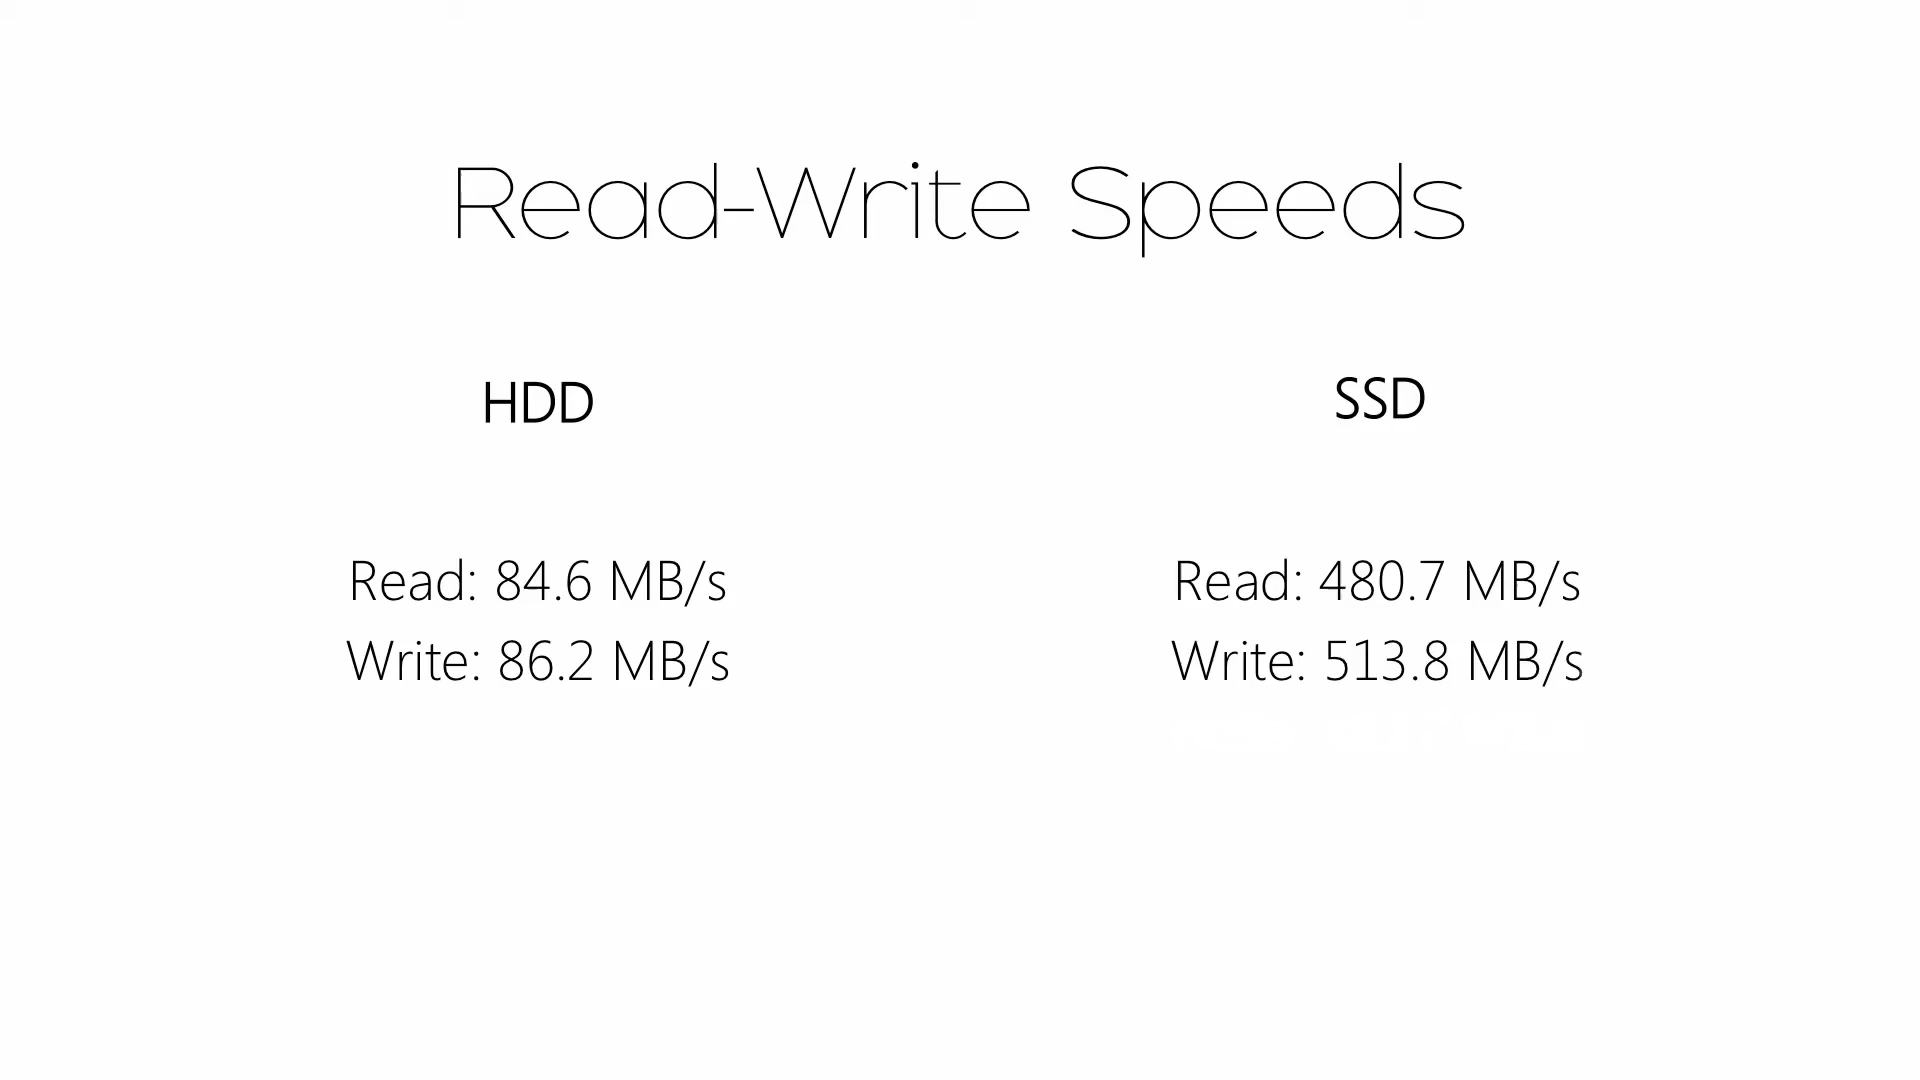 Read-Write Speeds
HDD
SSD
Read: 84.6 MB/s
Write: 86.2 MB/s
Read: 480.7 MB/s
Write: 513.8 MB/s